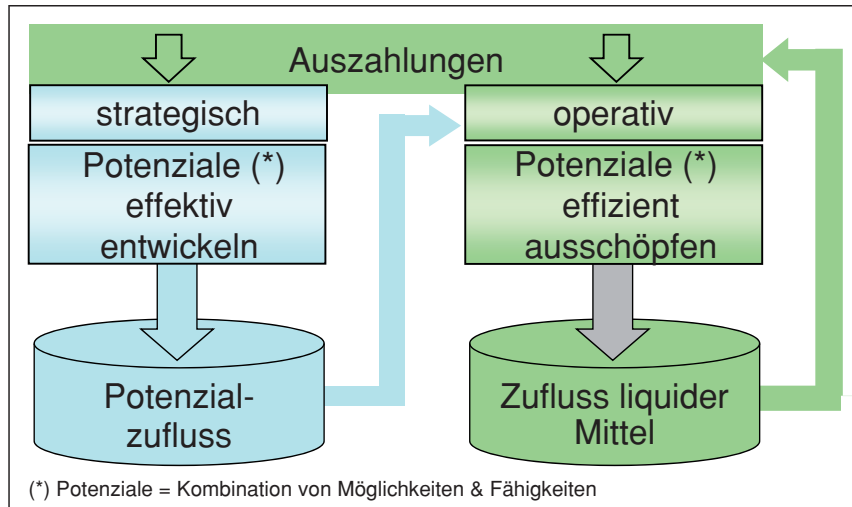 Auszahlungen
strategisch
Potenziale (*)
effektiv
entwickeln
Potenzial-
zufluss
operativ
Potenziale (*)
effizient
ausschöpfen
Zufluss liquider
Mittel
(*) Potenziale = Kombination von Möglichkeiten & Fähigkeiten